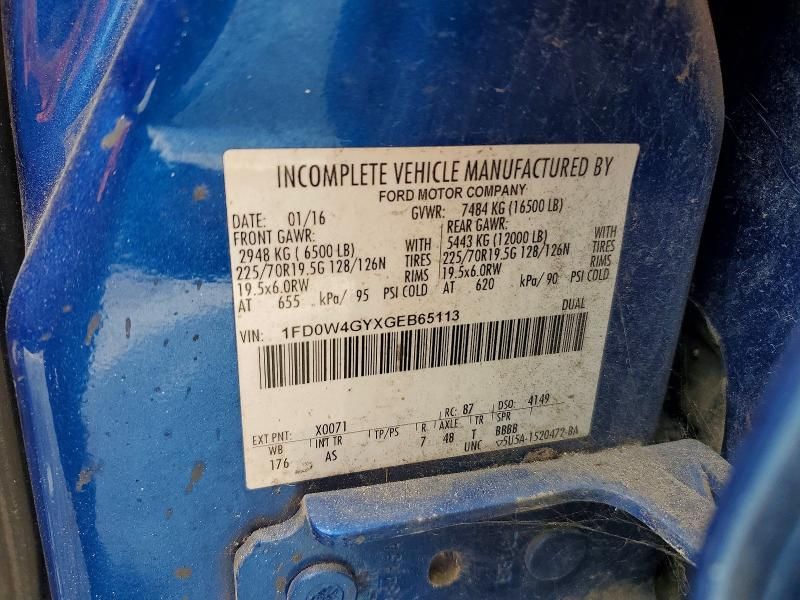 INCOMPLETE VEHICLE MANUFACTURED BY
FORD MOTOR COMPANY
DATE: 01/16 GVWR: 7484 KG (16500 LB)
FRONT GAWR: REAR GAWR:
2948 KG ( 6500 LB) WITH 5443 KG (12000 LB) WITH
225/70R19.5G 128/126N TIRES 225/70R19.5G 128/126N TIRES
19.5x6.0RW RIMS 19.5x6.0RW RIMS
AT 655 kPa/ 95 PSI COLD AT 620 kPa/ 90 PSI COLD
DUAL
VIN: 1FD0W4GYXGEB65113
EXT PNT: X0071 RC: 87 DSO: 4149
WB INT TR TP/PS R AXLE TR SPR
176 AS 7 48 T BBBB
UNC ▽5U5A-1520472-BA